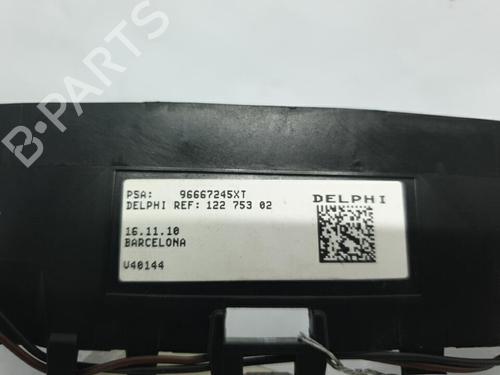 B-PARTS
PSA: 96667245XT
DELPHI REF: 122 753 02
DELPHI
16.11.10
BARCELONA
V40144